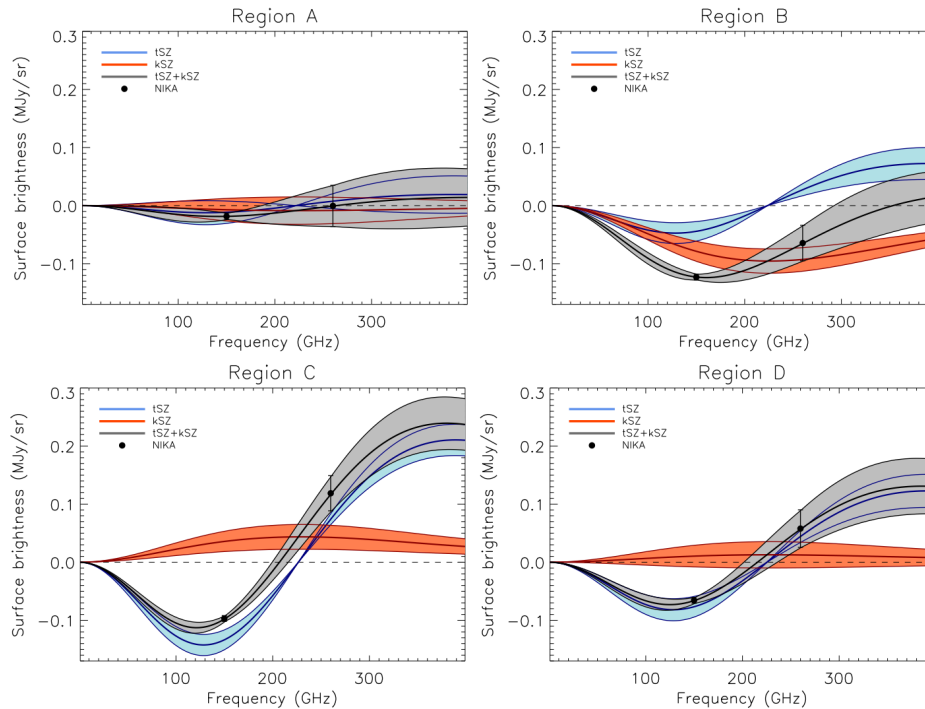 Region A
Surface brightness (MJy/sr)
0.3
0.2
0.1
0.0
-0.1
tSZ
kSZ
tSZ+kSZ
NIKA
100 200 300
Frequency (GHz)
Region B
Surface brightness (MJy/sr)
0.3
0.2
0.1
0.0
-0.1
tSZ
kSZ
tSZ+kSZ
NIKA
100 200 300
Frequency (GHz)
Region C
Surface brightness (MJy/sr)
0.3
0.2
0.1
0.0
-0.1
tSZ
kSZ
tSZ+kSZ
NIKA
100 200 300
Frequency (GHz)
Region D
Surface brightness (MJy/sr)
0.3
0.2
0.1
0.0
-0.1
tSZ
kSZ
tSZ+kSZ
NIKA
100 200 300
Frequency (GHz)